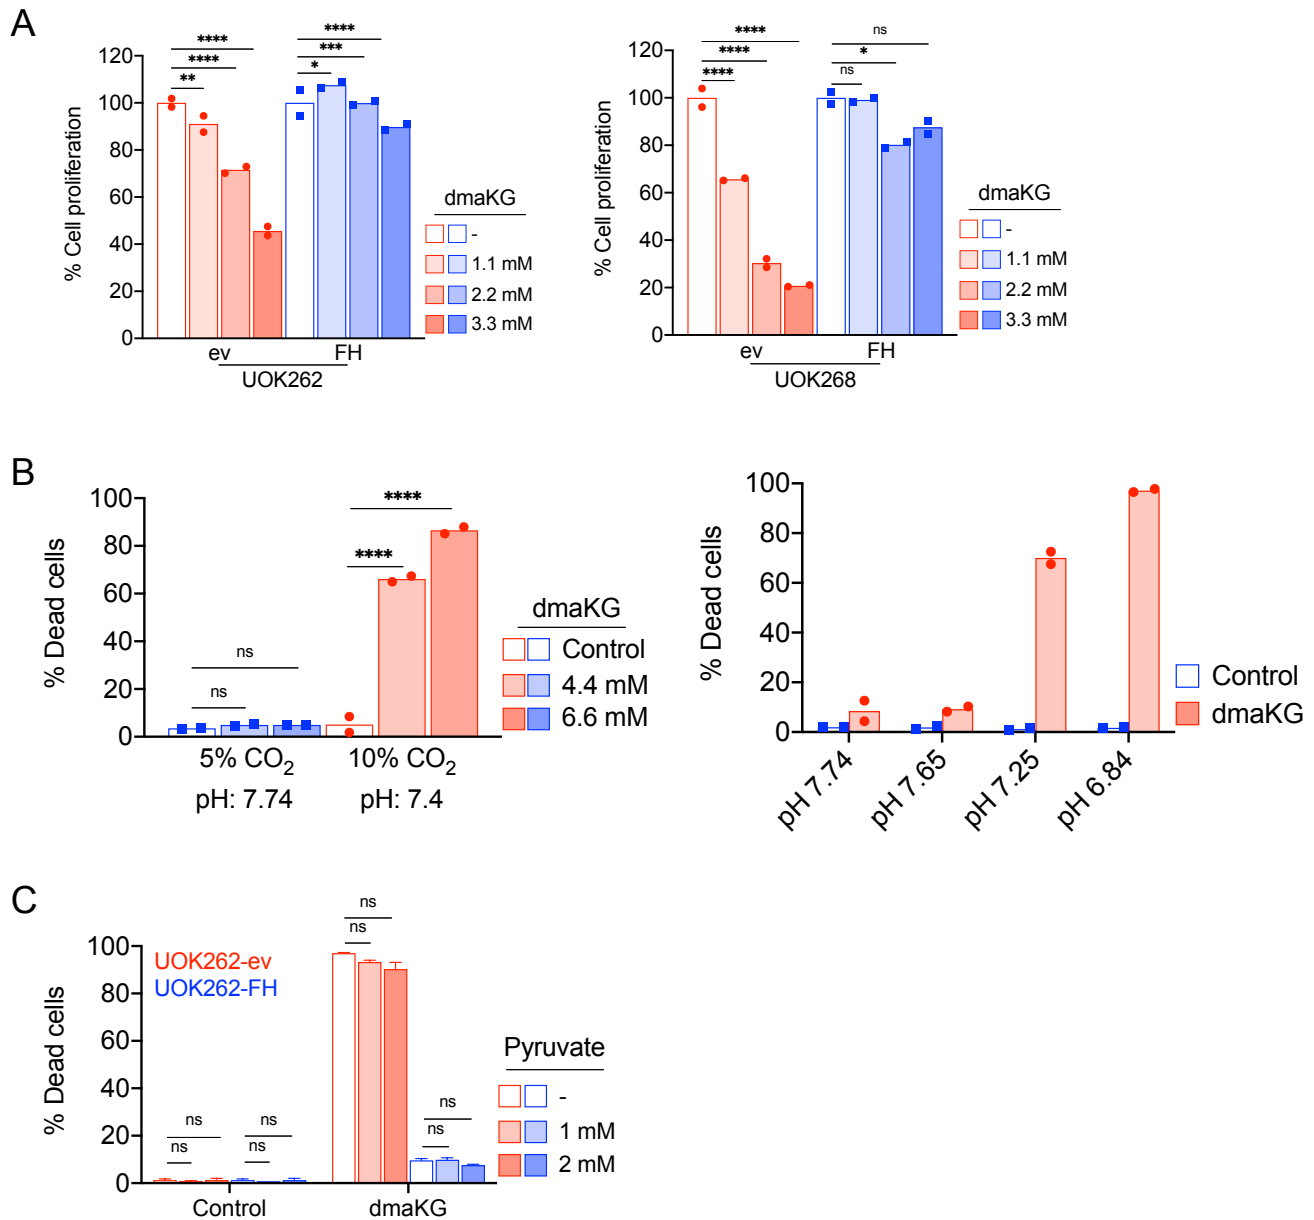 A
% Cell proliferation
120
100
80
60
40
20
0
****
****
**
****
***
*
ev
FH
UOK262
dmaKG
-
1.1 mM
2.2 mM
3.3 mM
% Cell proliferation
120
100
80
60
40
20
0
****
****
****
ns
*
ns
ev
FH
UOK268
dmaKG
-
1.1 mM
2.2 mM
3.3 mM
B
% Dead cells
100
80
60
40
20
0
ns
ns
****
****
5% CO₂
10% CO₂
pH: 7.74
pH: 7.4
dmaKG
Control
4.4 mM
6.6 mM
% Dead cells
100
80
60
40
20
0
pH 7.74
pH 7.65
pH 7.25
pH 6.84
Control
dmaKG
C
% Dead cells
100
80
60
40
20
0
UOK262-ev
UOK262-FH
ns
ns
ns
ns
ns
ns
ns
ns
Control
dmaKG
Pyruvate
-
1 mM
2 mM